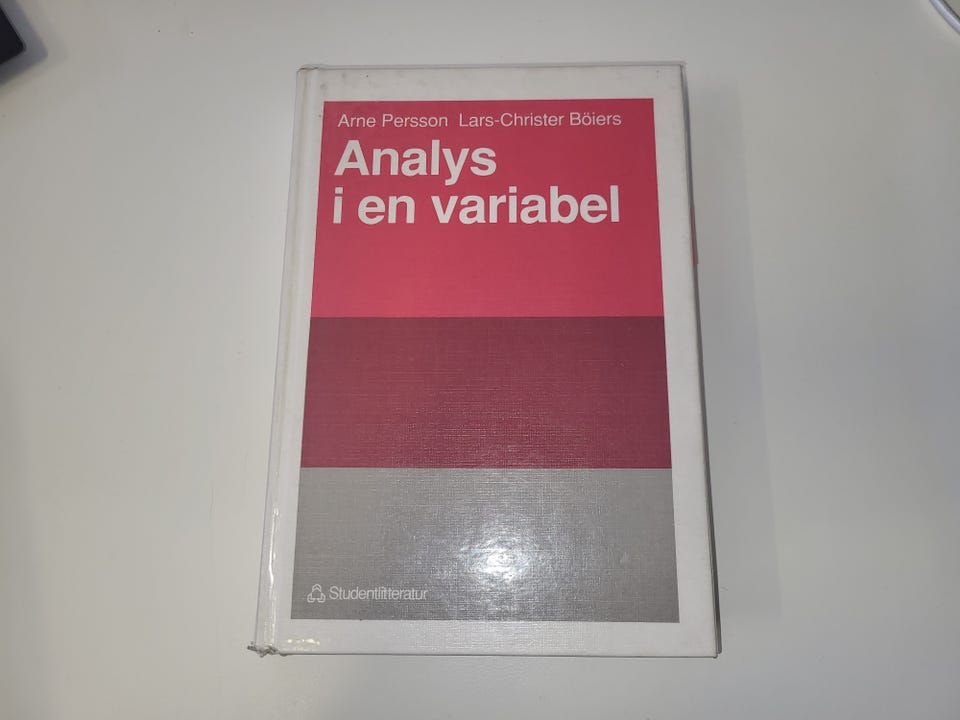 Arne Persson Lars-Christer Böiers
Analys
i en variabel
Studentlitteratur